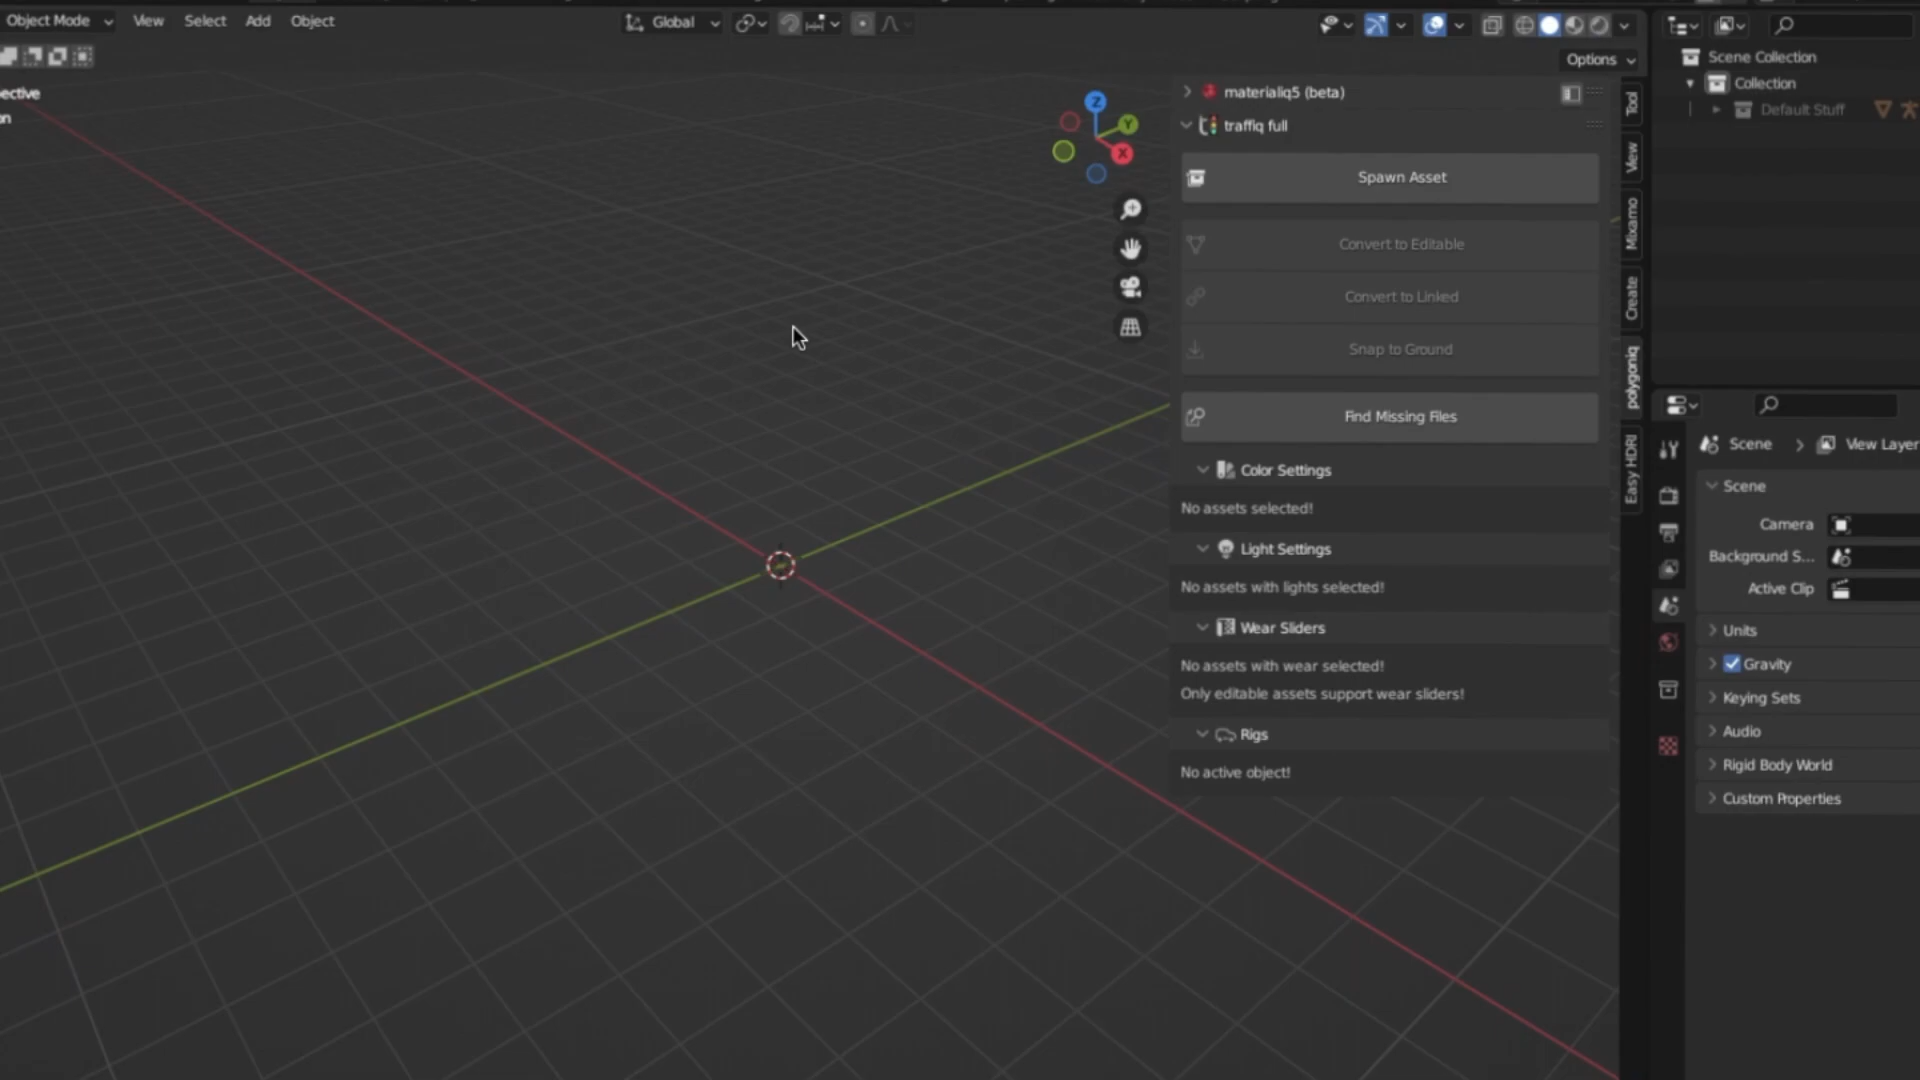 Object Mode
View
Select
Add
Object
Global
Options
ective
on
Z
Y
X
materialiq5 (beta)
traffiq full
Spawn Asset
Convert to Editable
Convert to Linked
Snap to Ground
Find Missing Files
Color Settings
No assets selected!
Light Settings
No assets with lights selected!
Wear Sliders
No assets with wear selected!
Only editable assets support wear sliders!
Rigs
No active object!
Tool
View
Mixamo
Create
polygoniq
Easy HDRI
Scene Collection
Collection
Default Stuff
Scene
View Layer
Scene
Camera
Background S...
Active Clip
Units
Gravity
Keying Sets
Audio
Rigid Body World
Custom Properties